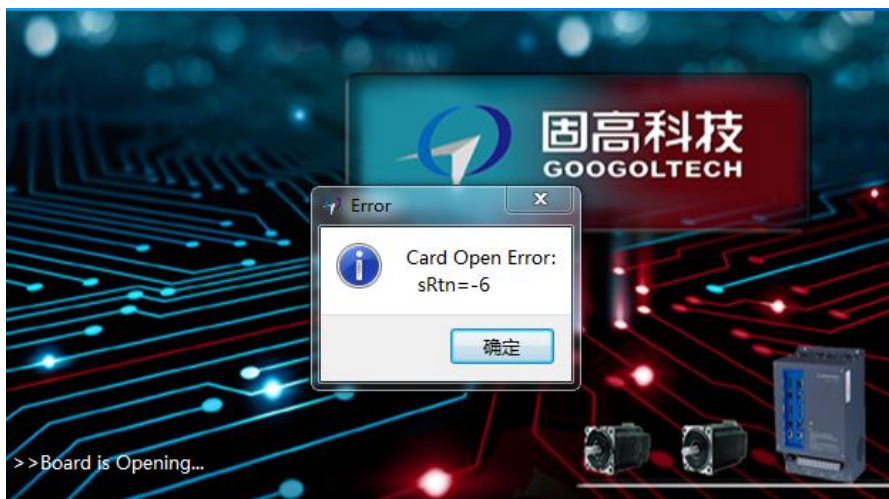 固高科技
GOOGOLTECH
Error
Card Open Error:
sRtn=-6
确定
>>Board is Opening...